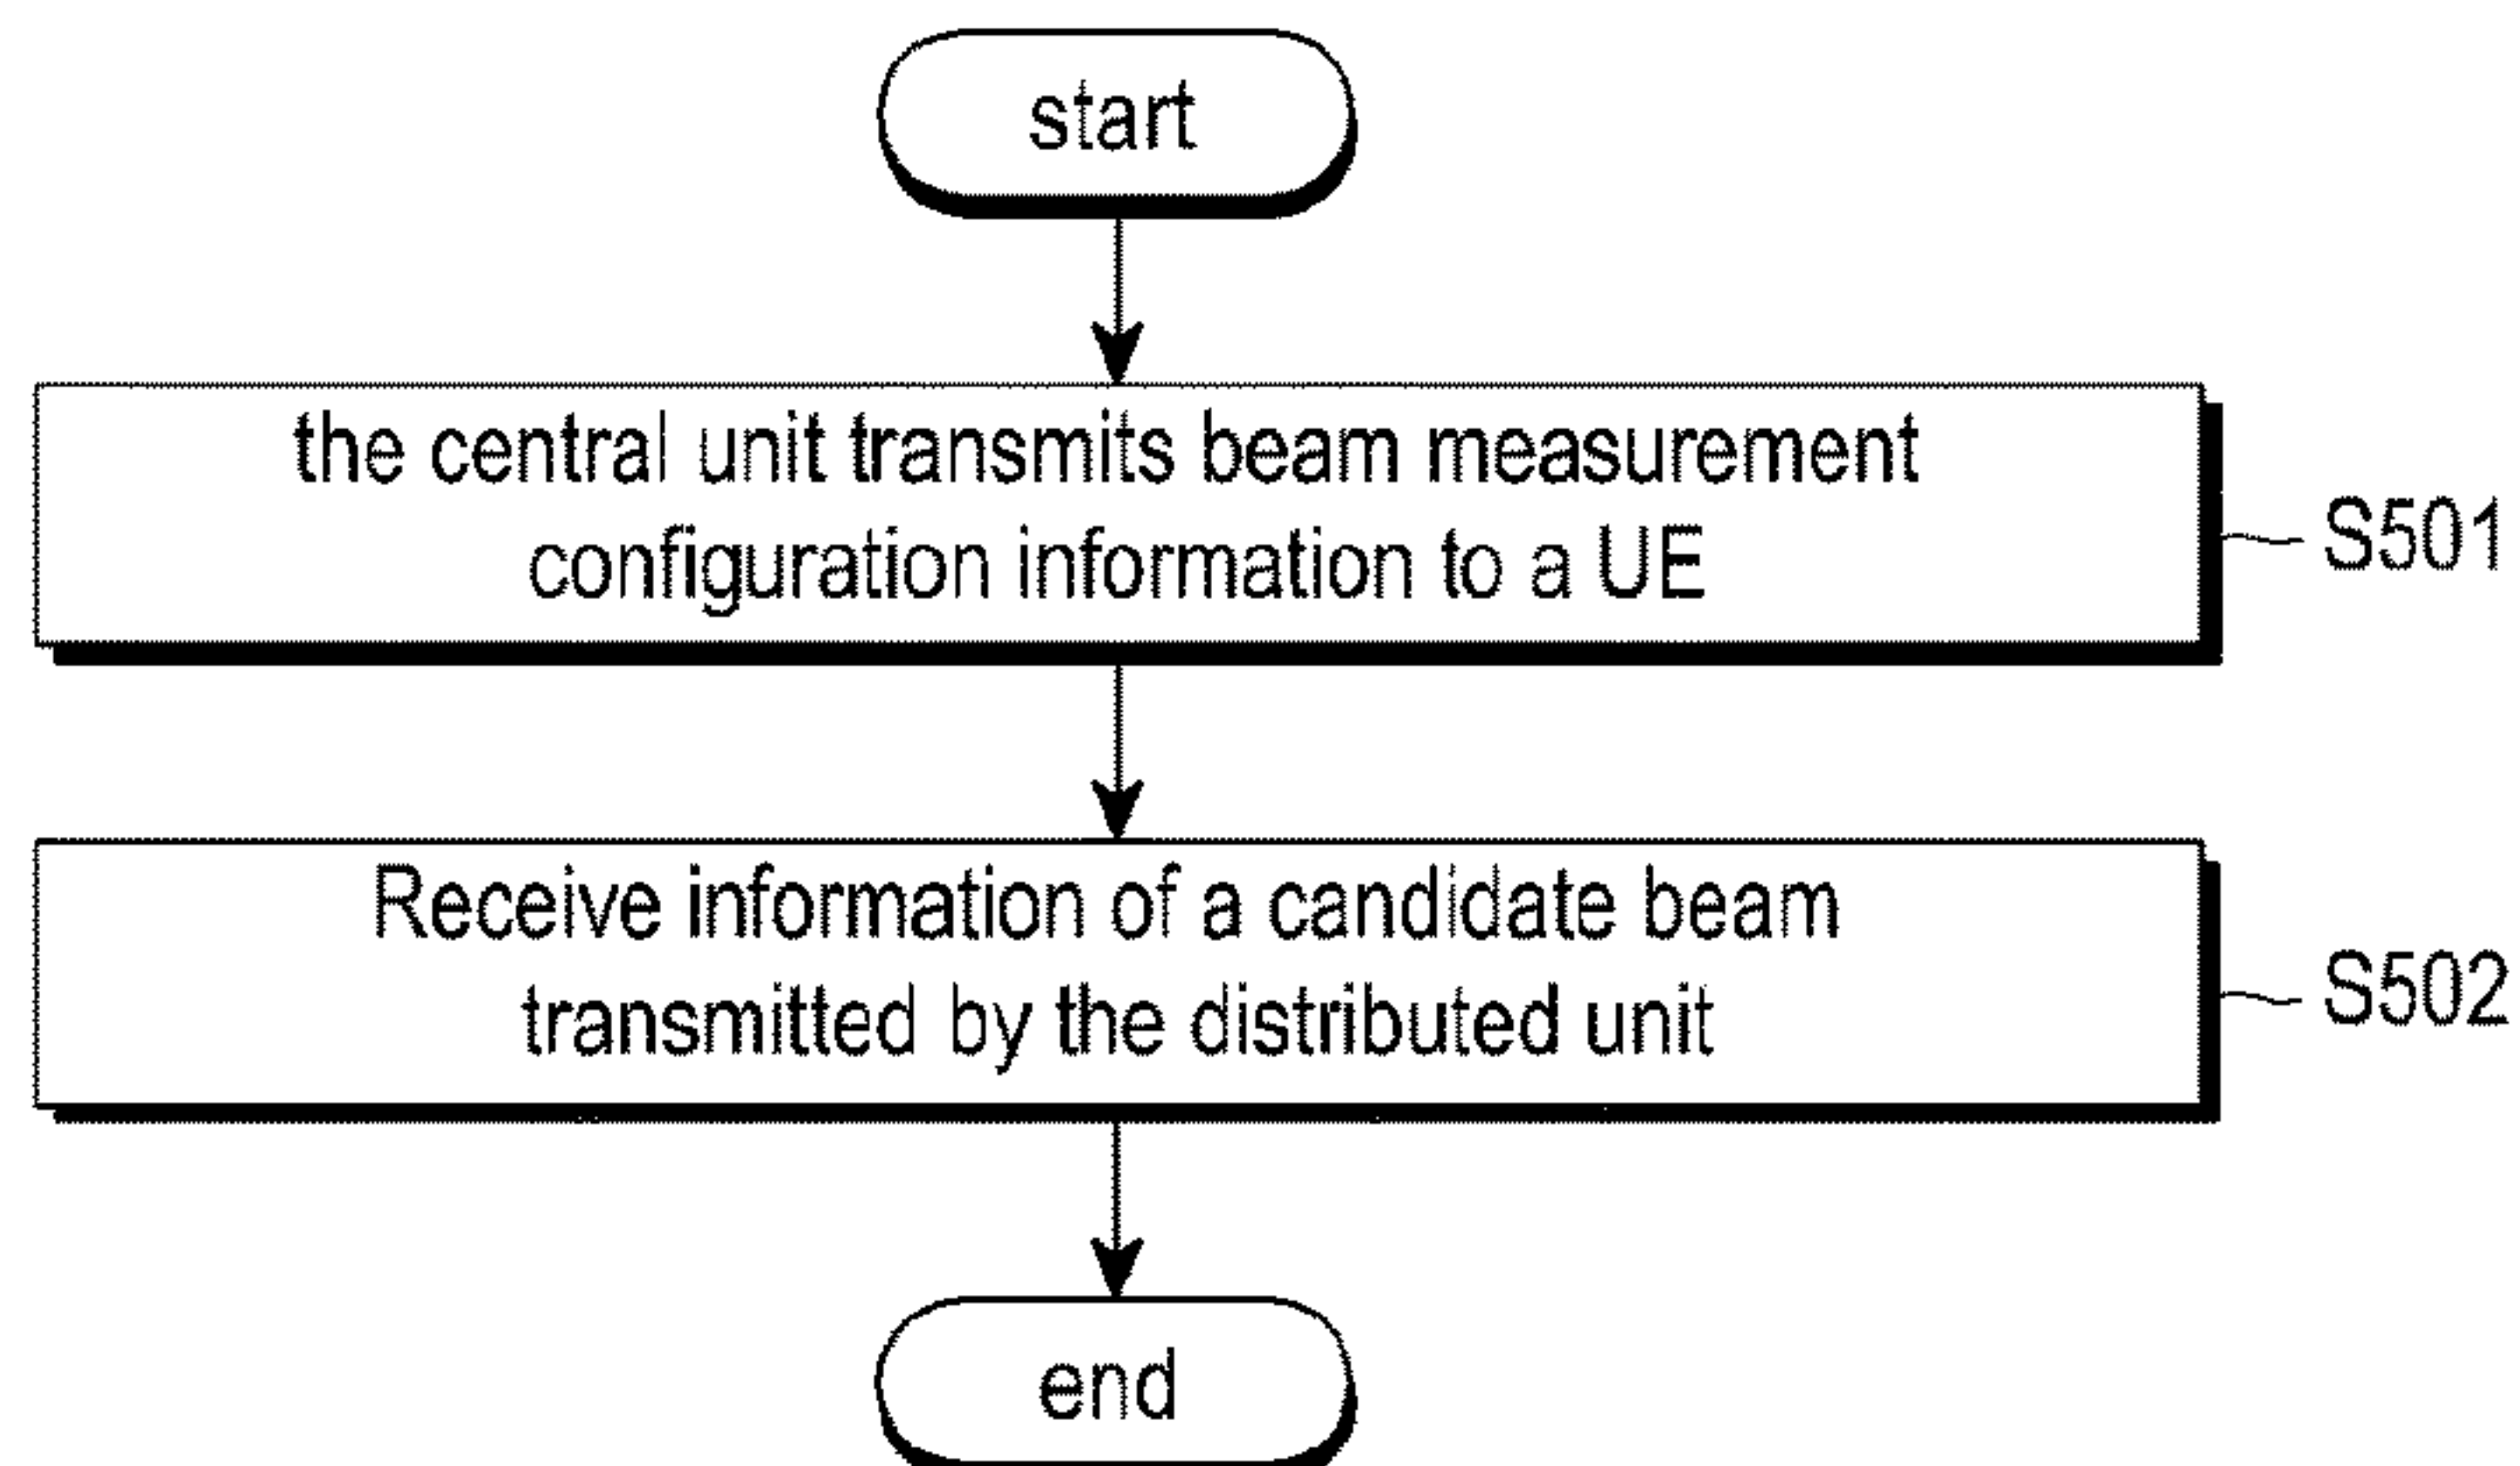 start
the central unit transmits beam measurement
configuration information to a UE
S501
Receive information of a candidate beam
transmitted by the distributed unit
S502
end